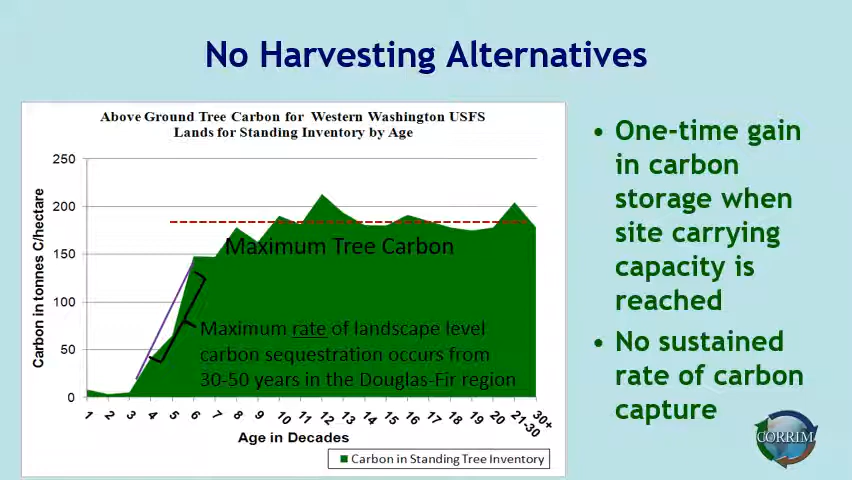 No Harvesting Alternatives
Above Ground Tree Carbon for Western Washington USFS
Lands for Standing Inventory by Age
Carbon in tonnes C/hectare
250
200
150
100
50
0
Maximum Tree Carbon
Maximum rate of landscape level
carbon sequestration occurs from
30-50 years in the Douglas-Fir region
1 2 3 4 5 6 7 8 9 10 11 12 13 14 15 16 17 18 19 20 21-30 30+
Age in Decades
Carbon in Standing Tree Inventory
• One-time gain
in carbon
storage when
site carrying
capacity is
reached
• No sustained
rate of carbon
capture
CORRIM